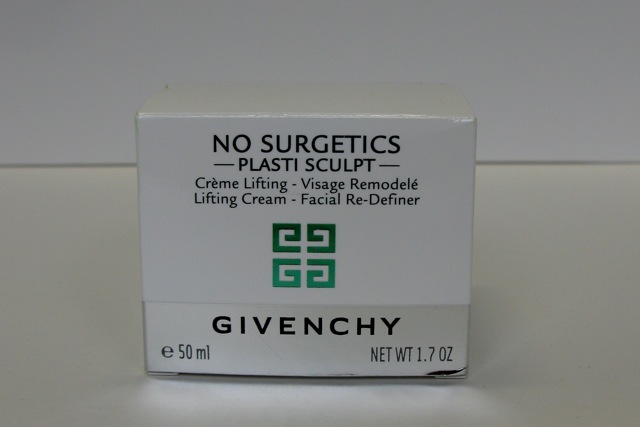 NO SURGETICS
— PLASTI SCULPT —
Crème Lifting - Visage Remodelé
Lifting Cream - Facial Re-Definer
GIVENCHY
℮ 50 ml NET WT 1.7 OZ